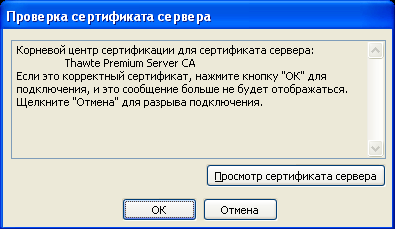 Проверка сертификата сервера
Корневой центр сертификации для сертификата сервера:
Thawte Premium Server CA
Если это корректный сертификат, нажмите кнопку "ОК" для
подключения, и это сообщение больше не будет отображаться.
Щелкните "Отмена" для разрыва подключения.
Просмотр сертификата сервера
ОК
Отмена